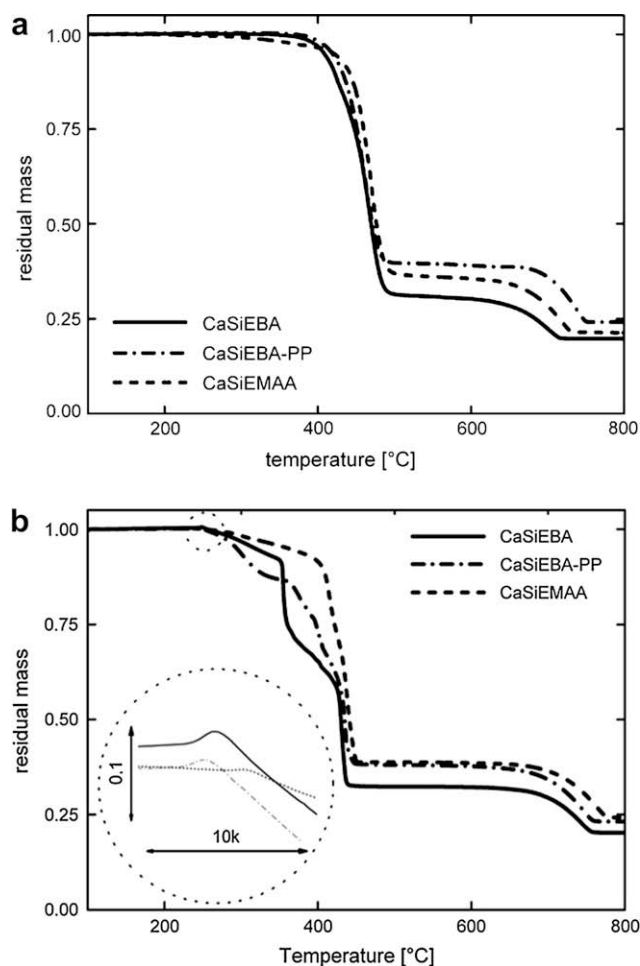 a
1.00
0.75
0.50
0.25
0.00
residual mass
CaSiEBA
CaSiEBA-PP
CaSiEMAA
200
400
600
800
temperature [°C]
b
1.00
0.75
0.50
0.25
0.00
residual mass
CaSiEBA
CaSiEBA-PP
CaSiEMAA
0.1
10k
200
400
600
800
Temperature [°C]